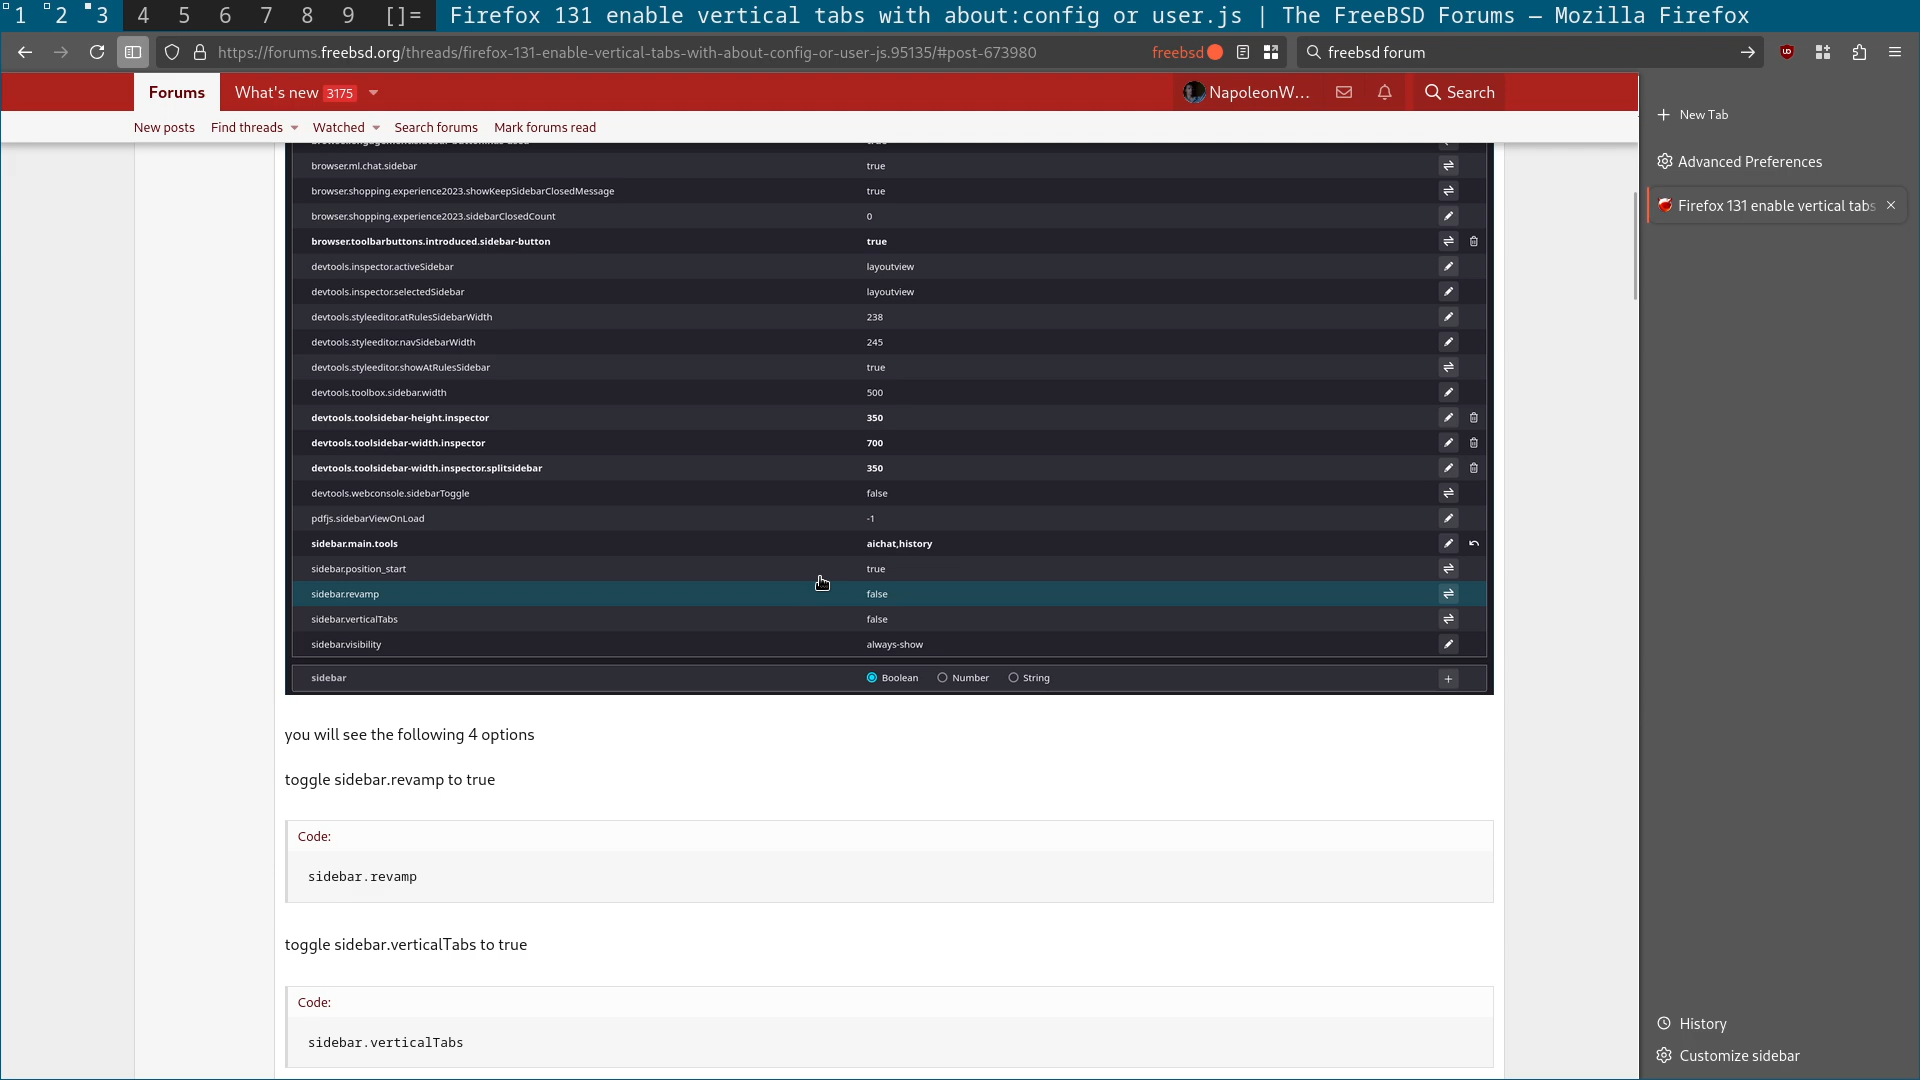 1 2 3 4 5 6 7 8 9 []= Firefox 131 enable vertical tabs with about:config or user.js | The FreeBSD Forums — Mozilla Firefox
https://forums.freebsd.org/threads/firefox-131-enable-vertical-tabs-with-about-config-or-user-js.95135/#post-673980 freebsd freebsd forum
Forums What's new 3175 NapoleonW... Search
New posts Find threads Watched Search forums Mark forums read
New Tab
Advanced Preferences
Firefox 131 enable vertical tabs
browser.ml.chat.sidebar true
browser.shopping.experience2023.showKeepSidebarClosedMessage true
browser.shopping.experience2023.sidebarClosedCount 0
browser.toolbarbuttons.introduced.sidebar-button true
devtools.inspector.activeSidebar layoutview
devtools.inspector.selectedSidebar layoutview
devtools.styleeditor.atRulesSidebarWidth 238
devtools.styleeditor.navSidebarWidth 245
devtools.styleeditor.showAtRulesSidebar true
devtools.toolbox.sidebar.width 500
devtools.toolsidebar-height.inspector 350
devtools.toolsidebar-width.inspector 700
devtools.toolsidebar-width.inspector.splitsidebar 350
devtools.webconsole.sidebarToggle false
pdfjs.sidebarViewOnLoad -1
sidebar.main.tools aichat,history
sidebar.position_start true
sidebar.revamp false
sidebar.verticalTabs false
sidebar.visibility always-show
sidebar Boolean Number String
you will see the following 4 options
toggle sidebar.revamp to true
Code:
sidebar.revamp
toggle sidebar.verticalTabs to true
Code:
sidebar.verticalTabs
History
Customize sidebar